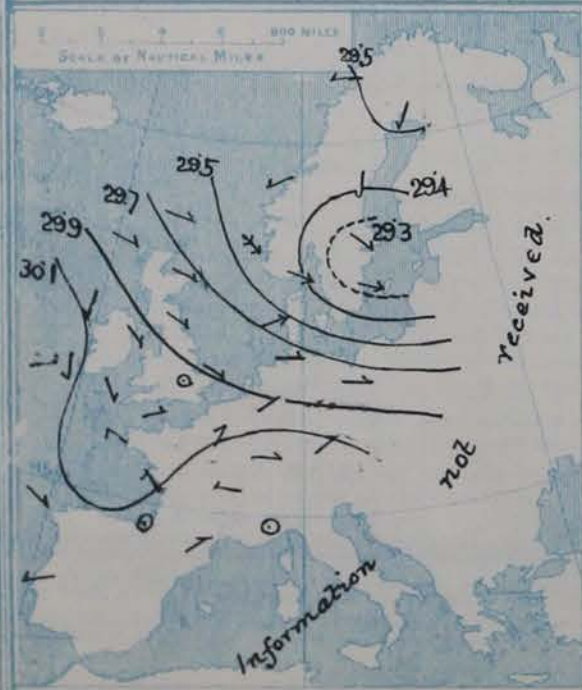 800 MILES
SCALE OF NAUTICAL MILES
29.5
29.5
29.4
29.7
29.3
29.9
30.1
Information
not
received.